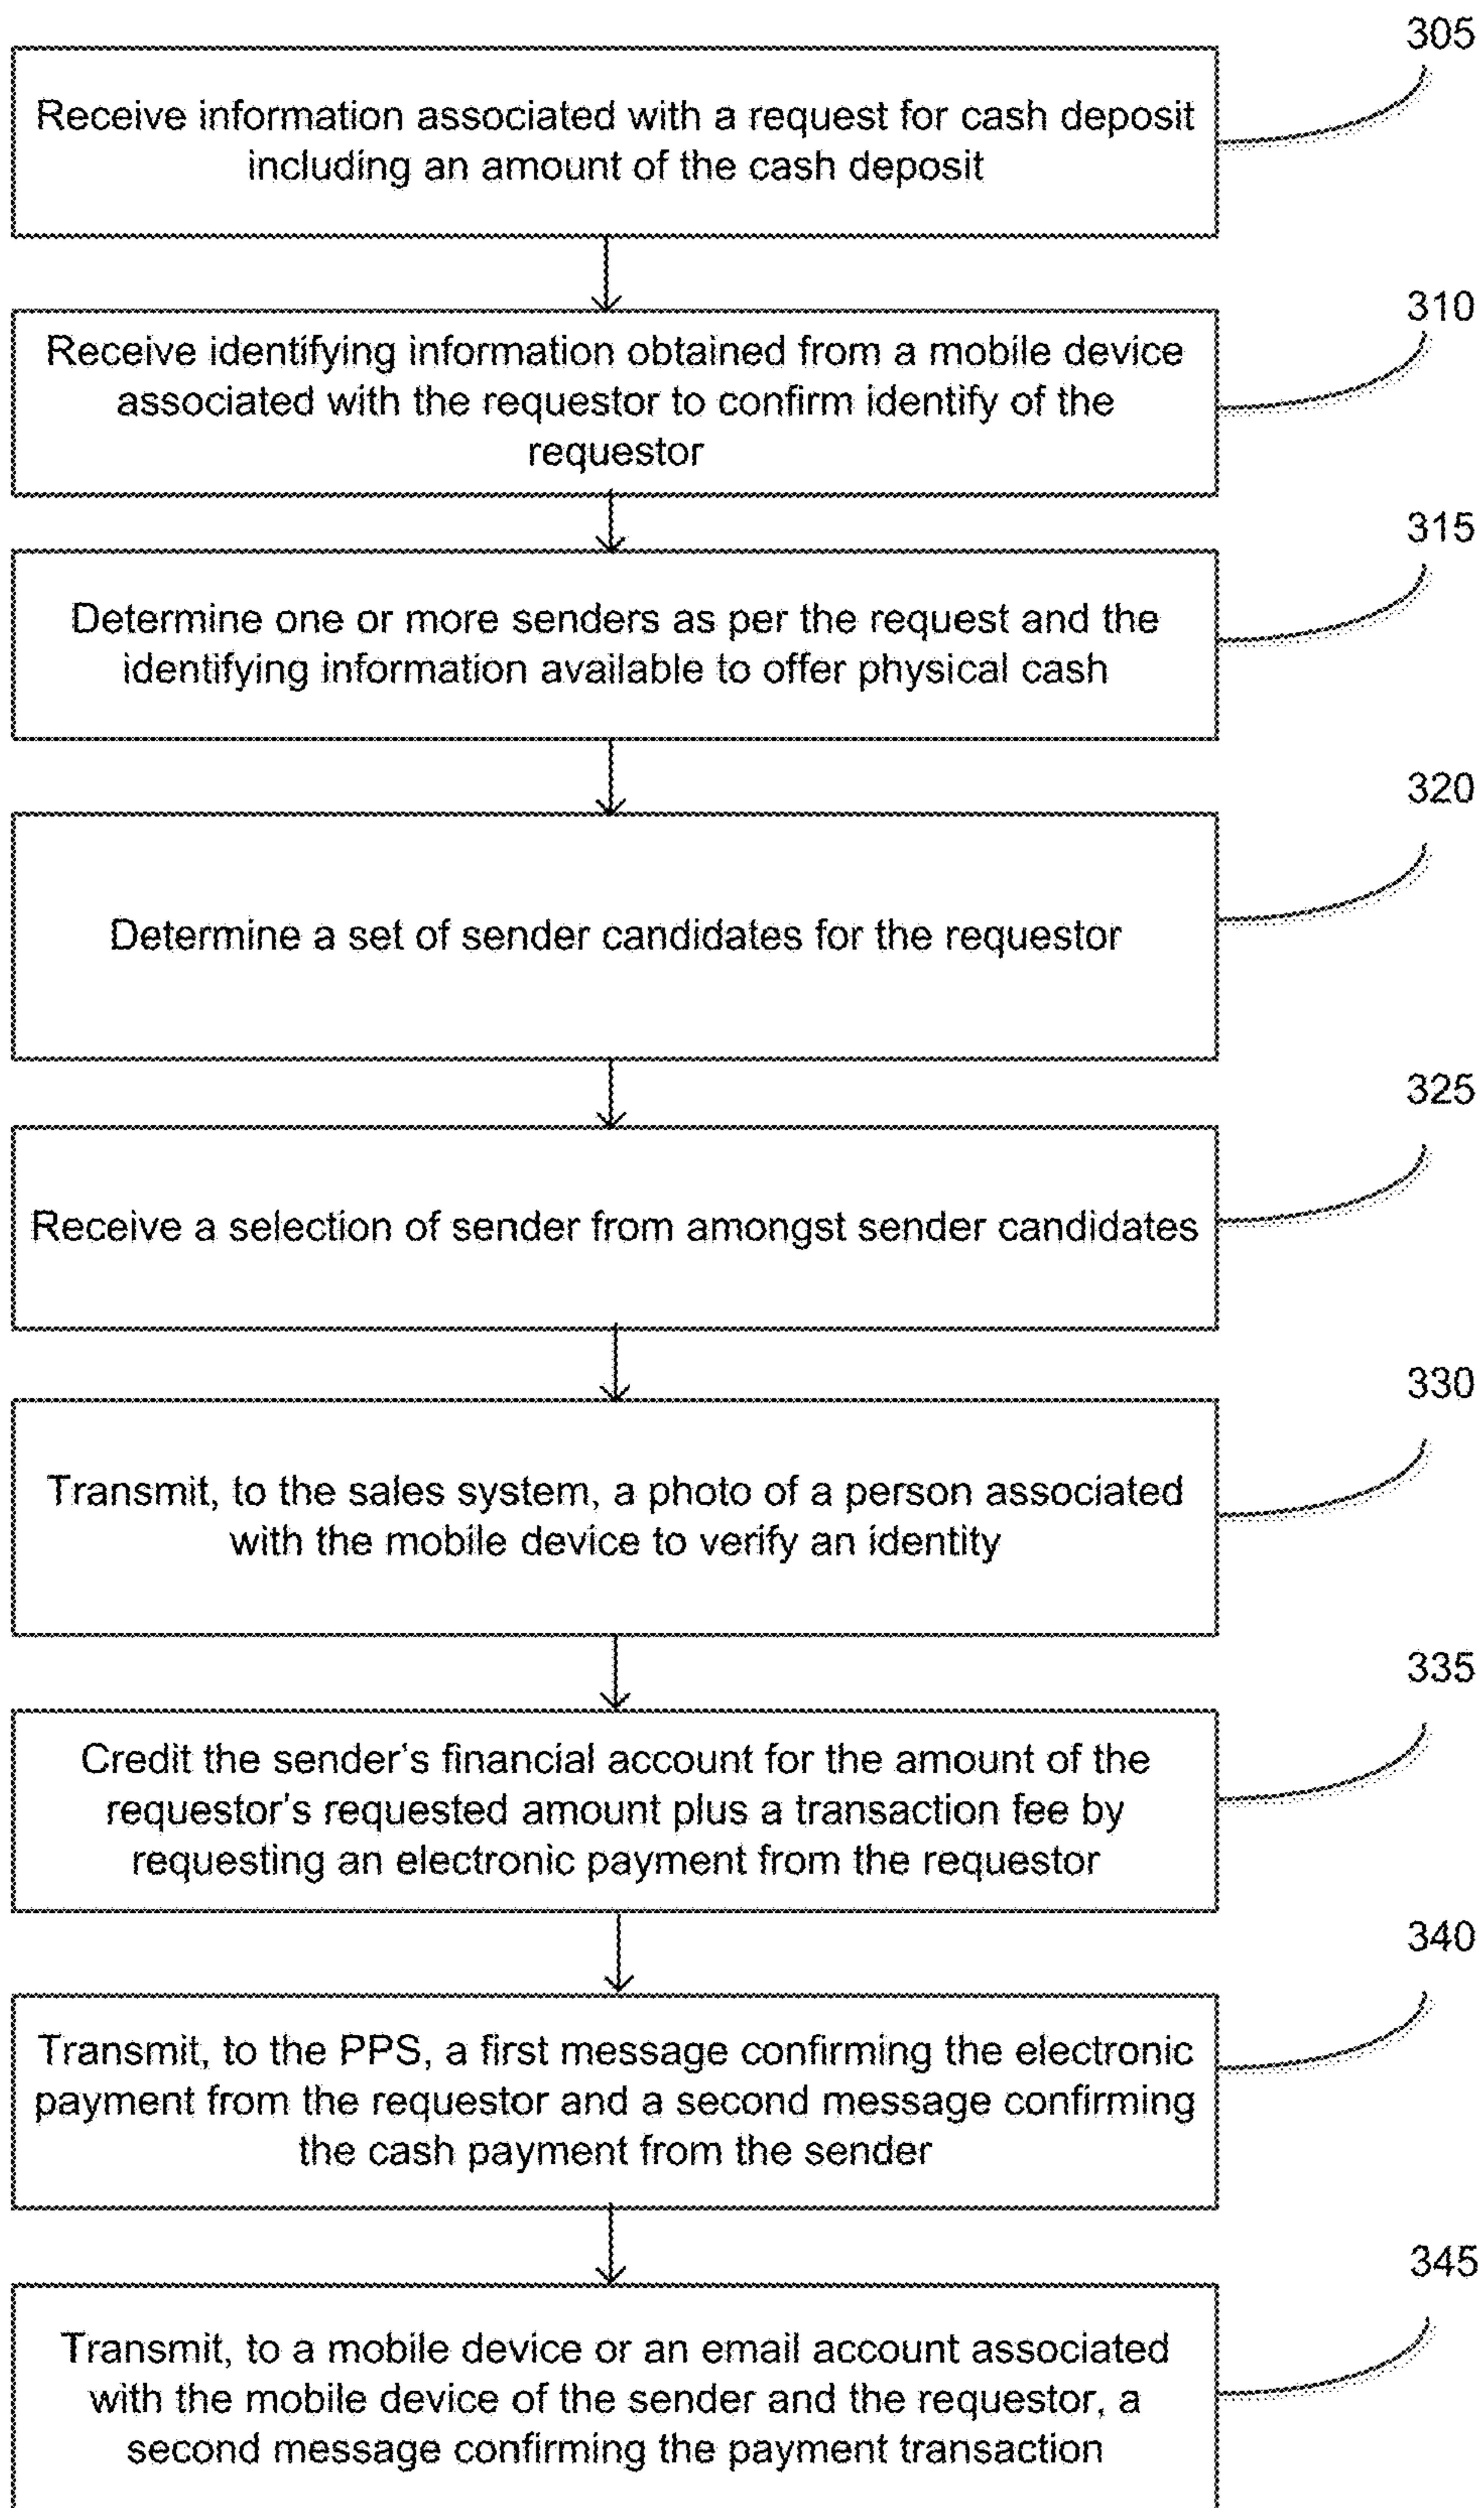 305
Receive information associated with a request for cash deposit
including an amount of the cash deposit
310
Receive identifying information obtained from a mobile device
associated with the requestor to confirm identify of the
requestor
315
Determine one or more senders as per the request and the
identifying information available to offer physical cash
320
Determine a set of sender candidates for the requestor
325
Receive a selection of sender from amongst sender candidates
330
Transmit, to the sales system, a photo of a person associated
with the mobile device to verify an identity
335
Credit the sender's financial account for the amount of the
requestor's requested amount plus a transaction fee by
requesting an electronic payment from the requestor
340
Transmit, to the PPS, a first message confirming the electronic
payment from the requestor and a second message confirming
the cash payment from the sender
345
Transmit, to a mobile device or an email account associated
with the mobile device of the sender and the requestor, a
second message confirming the payment transaction